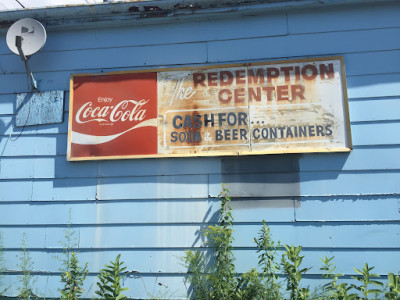 Enjoy
Coca-Cola
The REDEMPTION
CENTER
CASH FOR...
SODA & BEER CONTAINERS